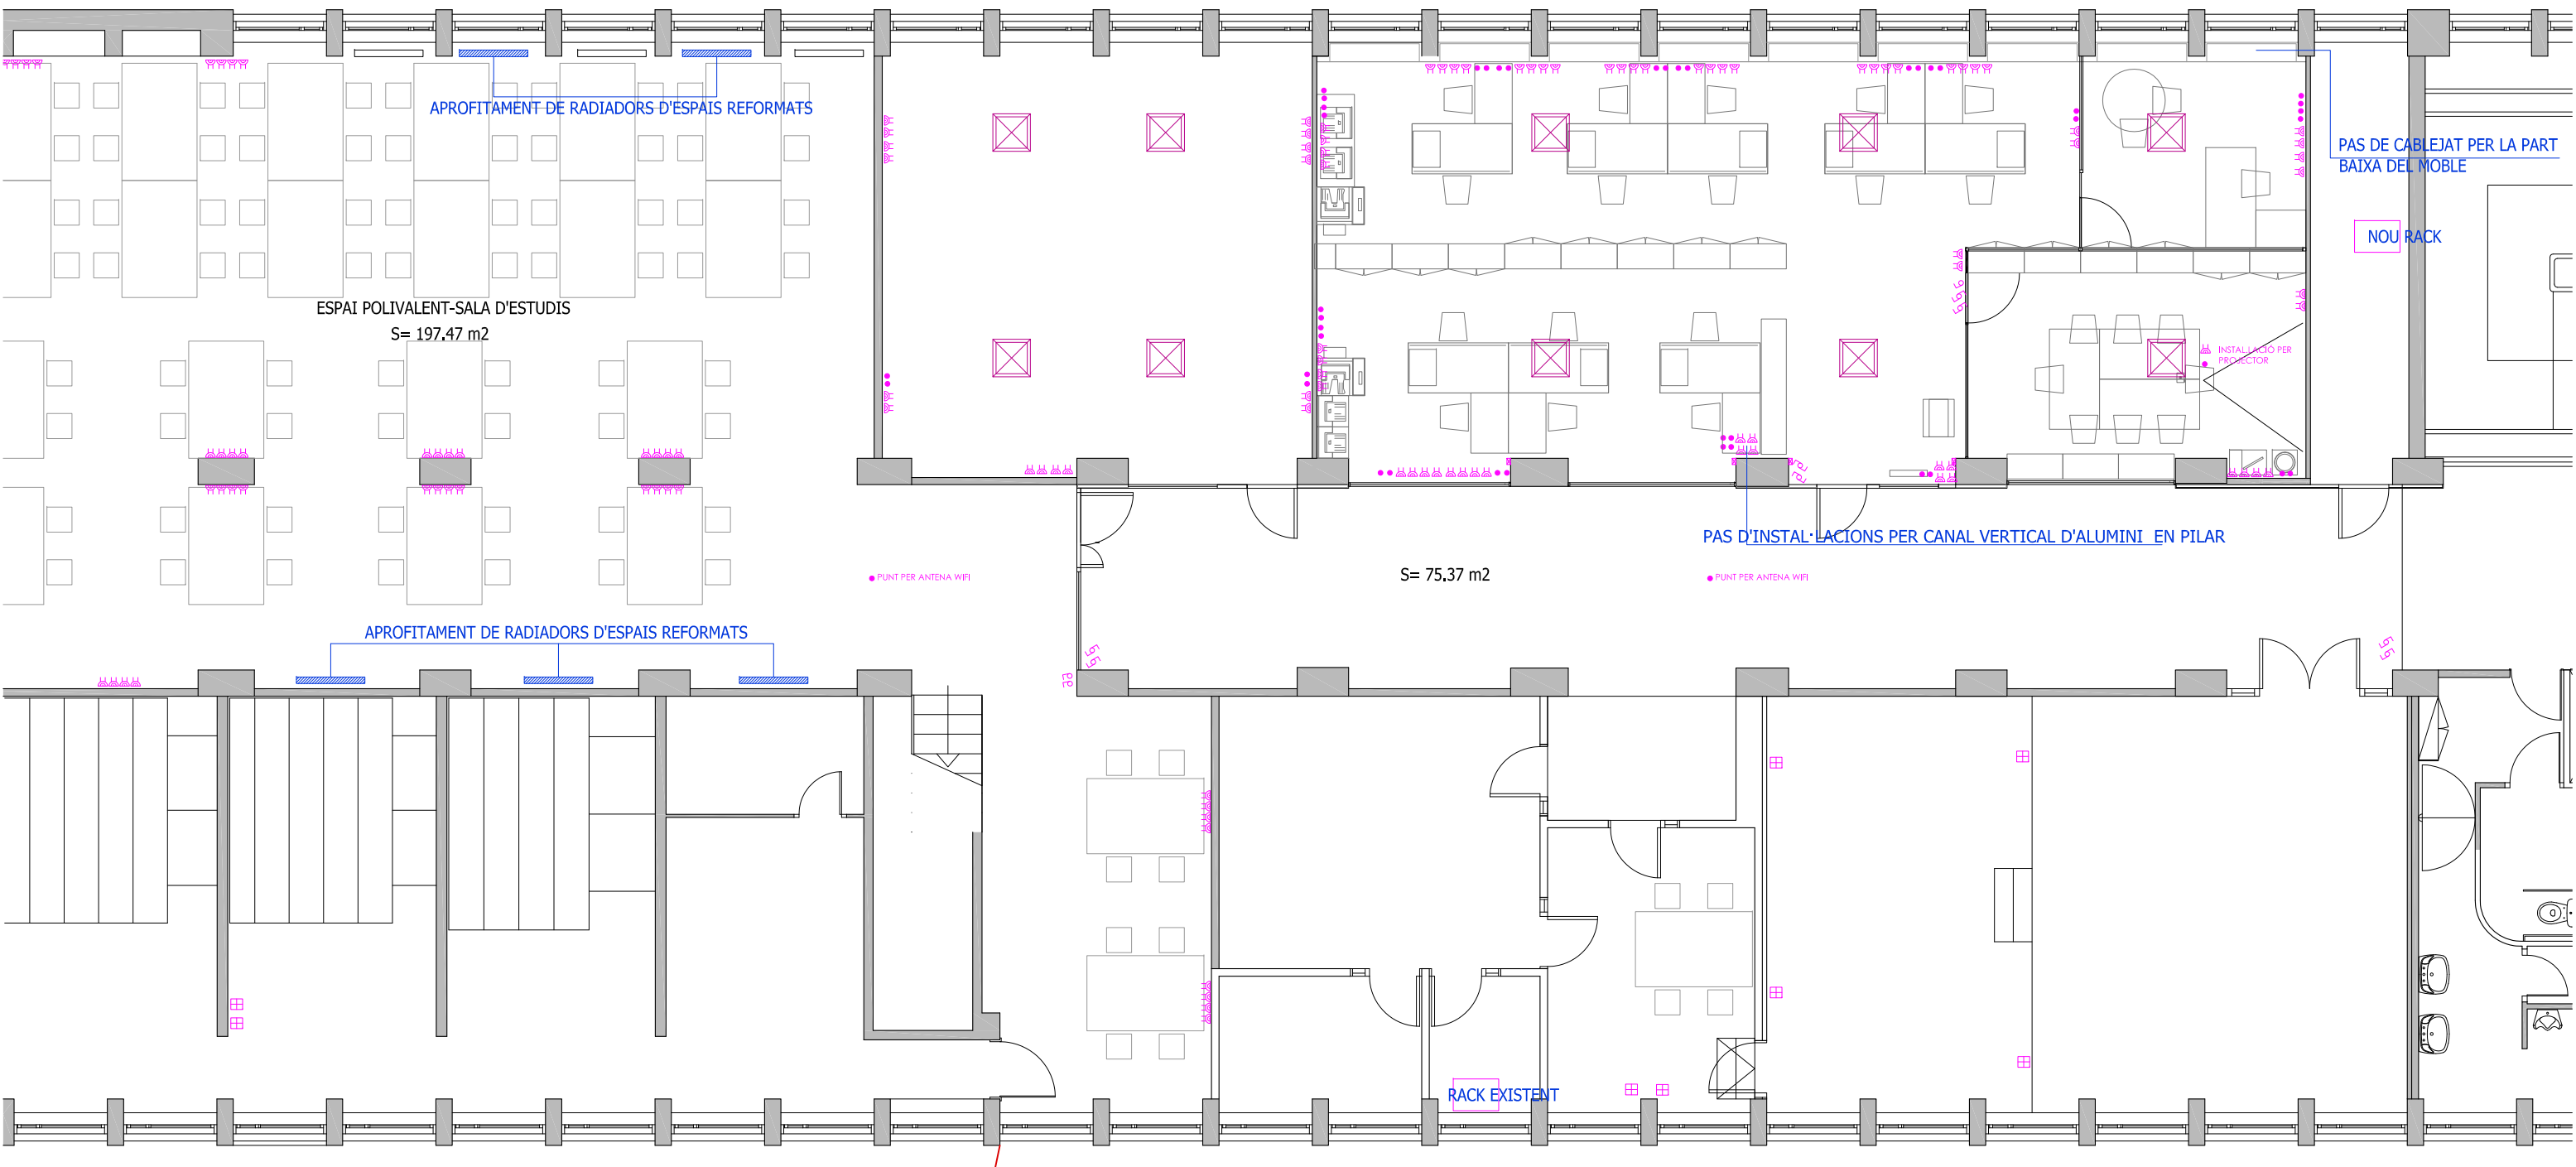 APROFITAMENT DE RADIADORS D'ESPAIS REFORMATS
PAS DE CABLEJAT PER LA PART
BAIXA DEL MOBLE
NOU RACK
ESPAI POLIVALENT-SALA D'ESTUDIS
S= 197.47 m2
INSTAL.LACIÓ PER
PROJECTOR
PAS D'INSTAL·LACIONS PER CANAL VERTICAL D'ALUMINI EN PILAR
PUNT PER ANTENA WIFI
S= 75.37 m2
PUNT PER ANTENA WIFI
APROFITAMENT DE RADIADORS D'ESPAIS REFORMATS
RACK EXISTENT